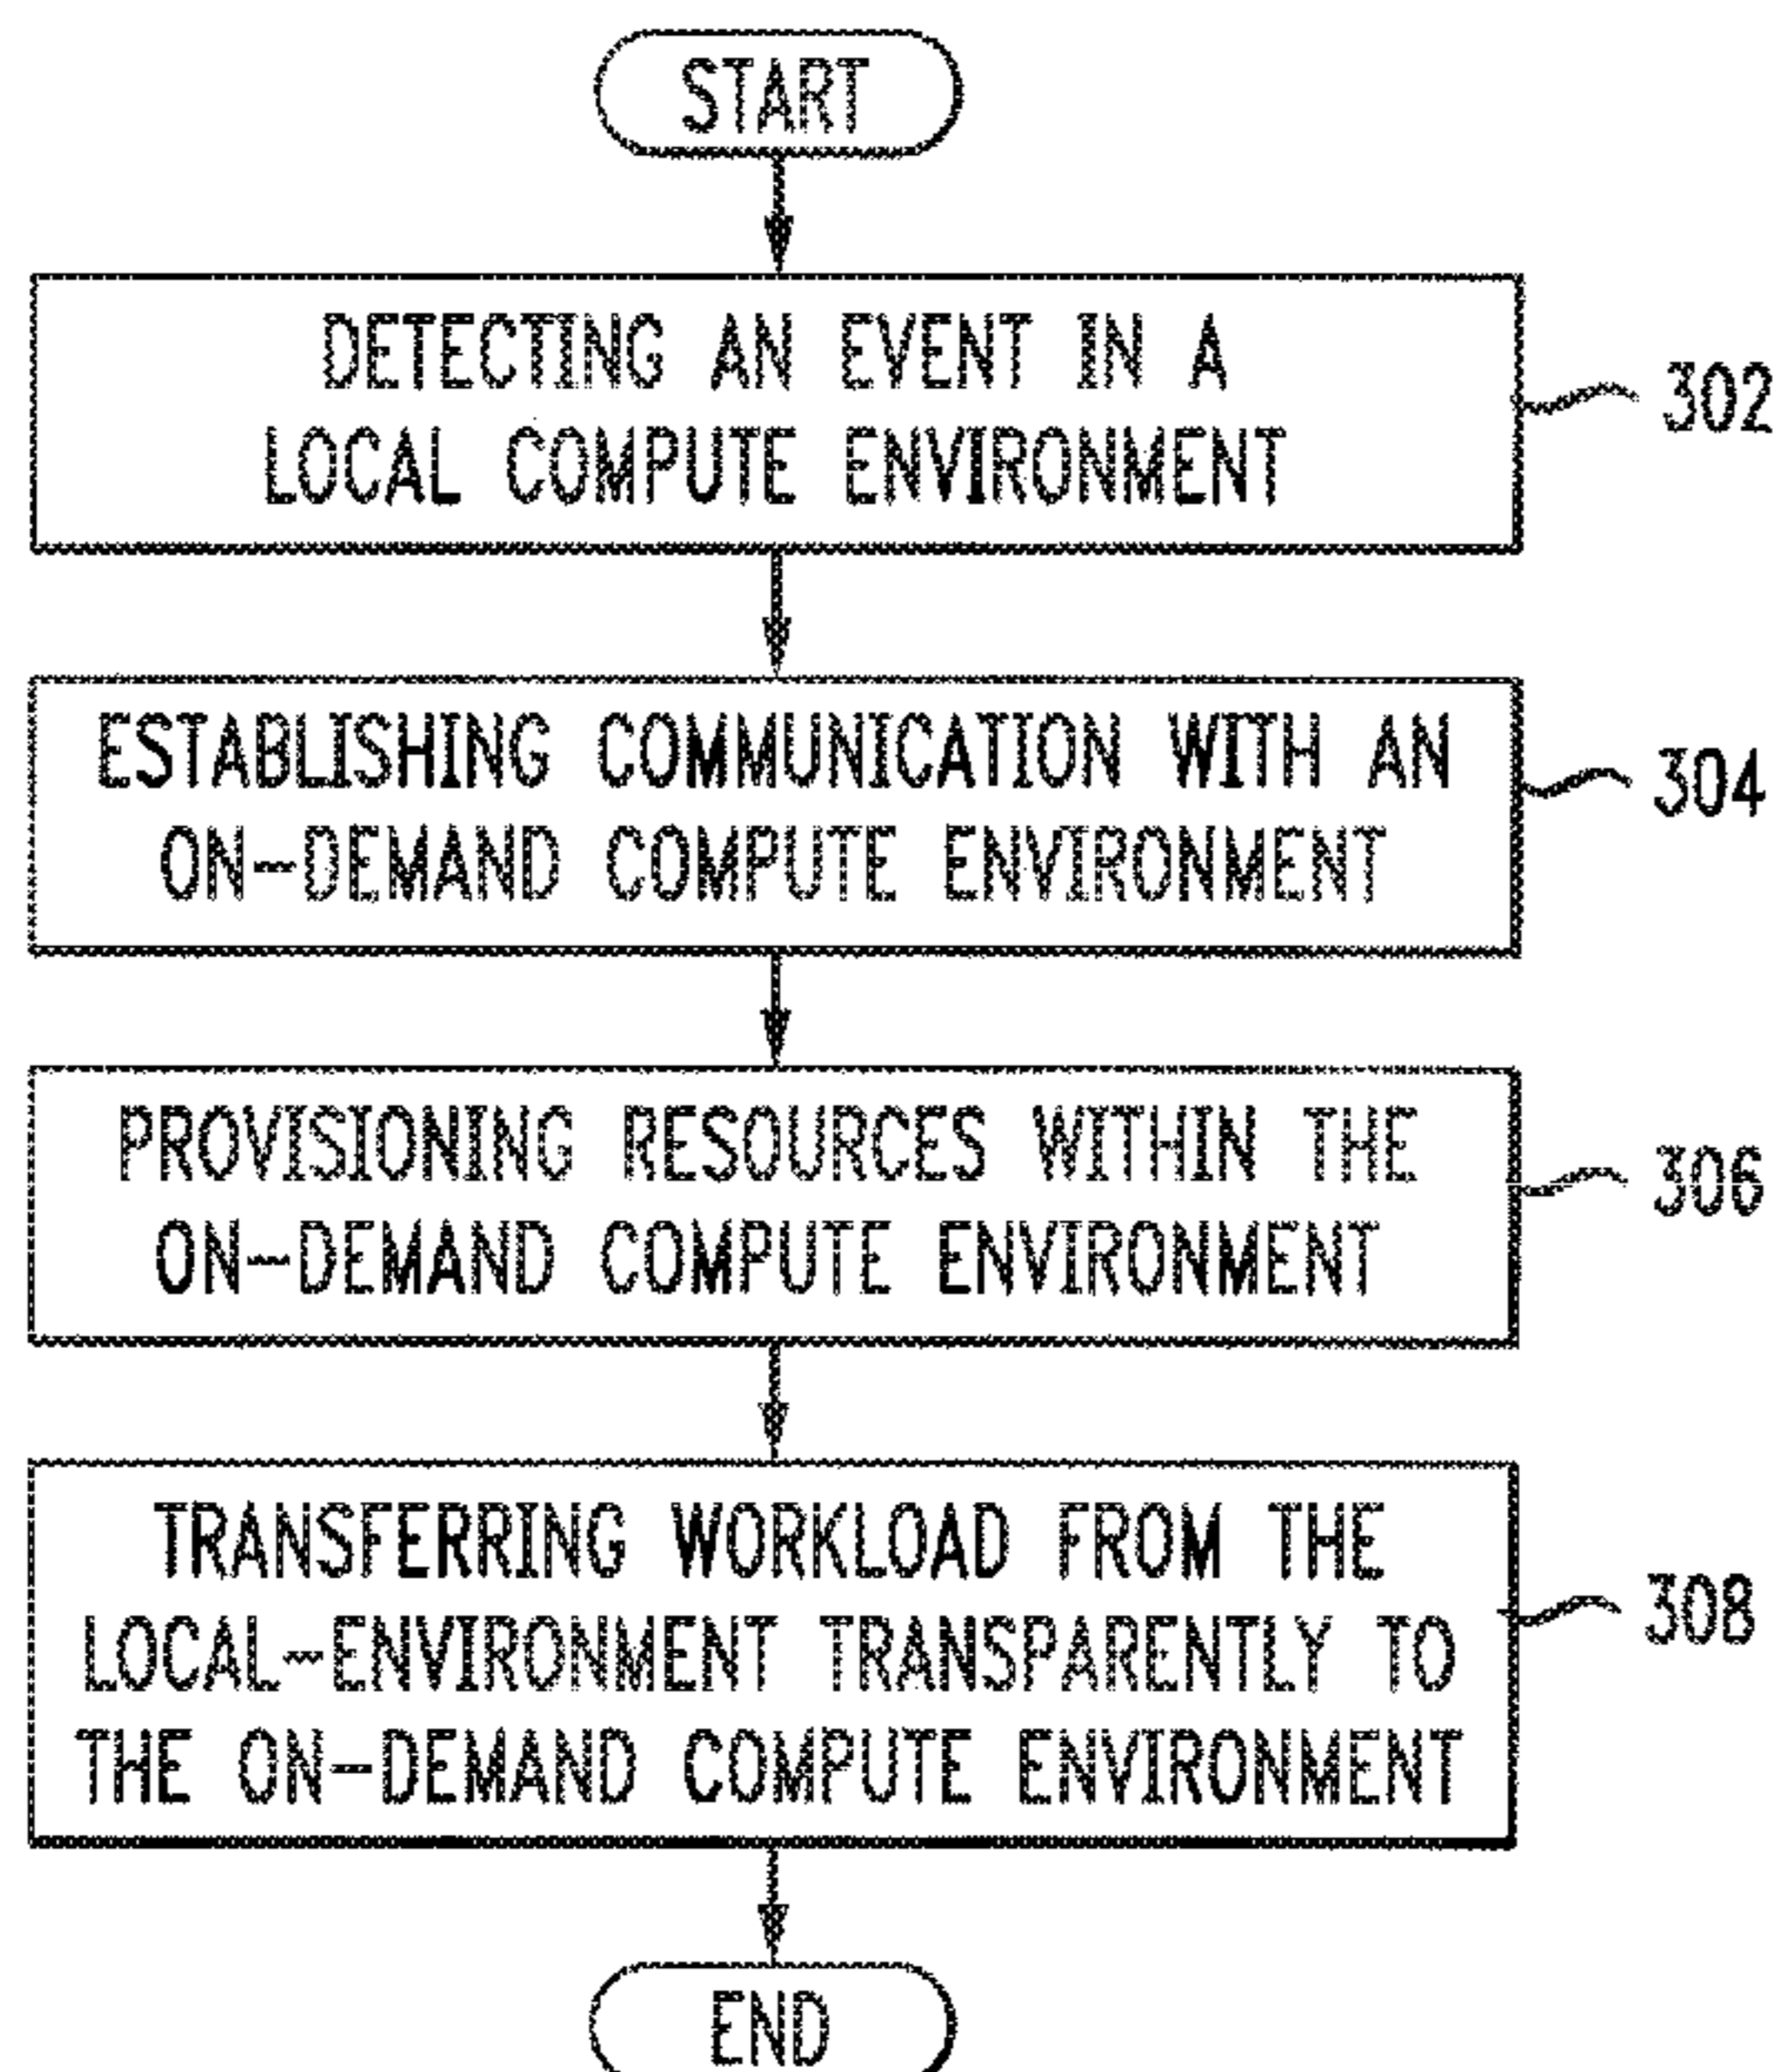 START
DETECTING AN EVENT IN A
LOCAL COMPUTE ENVIRONMENT
302
ESTABLISHING COMMUNICATION WITH AN
ON-DEMAND COMPUTE ENVIRONMENT
304
PROVISIONING RESOURCES WITHIN THE
ON-DEMAND COMPUTE ENVIRONMENT
306
TRANSFERRING WORKLOAD FROM THE
LOCAL-ENVIRONMENT TRANSPARENTLY TO
THE ON-DEMAND COMPUTE ENVIRONMENT
308
END